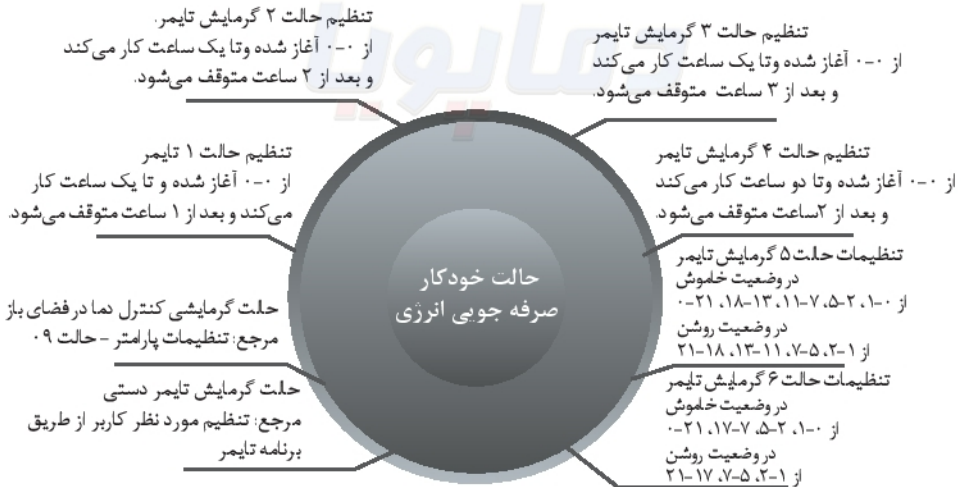 تنظیم حالت ۲ گرمایش تایمر.
از ۰-۰ آغاز شده وتا یک ساعت کار می‌کند
و بعد از ۲ ساعت متوقف می‌شود.
تنظیم حالت ۳ گرمایش تایمر
از ۰-۰ آغاز شده وتا یک ساعت کار می‌کند
و بعد از ۳ ساعت متوقف می‌شود.
تنظیم حالت ۱ تایمر
از ۰-۰ آغاز شده و تا یک ساعت کار
می‌کند و بعد از ۱ ساعت متوقف می‌شود.
تنظیم حالت ۴ گرمایش تایمر
از ۰-۰ آغاز شده وتا دو ساعت کار می‌کند
و بعد از ۲ساعت متوقف می‌شود.
حالت خودکار
صرفه جویی انرژی
حالت گرمایشی کنترل دما درفضای باز
مرجع: تنظیمات پارامتر - حالت ۰۹
حالت گرمایش تایمر دستی
مرجع: تنظیم مورد نظر کاربر از طریق
برنامه تایمر
تنظیمات حالت ۵ گرمایش تایمر
در وضعیت خاموش
از ۰-۱، ۲-۵، ۷-۱۱، ۱۳-۱۸، ۲۱-۰
در وضعیت روشن
از ۱-۲، ۵-۷، ۱۱-۱۳، ۱۸-۲۱
تنظیمات حالت ۶ گرمایش تایمر
در وضعیت خاموش
از ۰-۱، ۲-۵، ۷-۱۷، ۲۱-۰
در وضعیت روشن
از ۱-۲، ۵-۷، ۱۷-۲۱
دماپویا